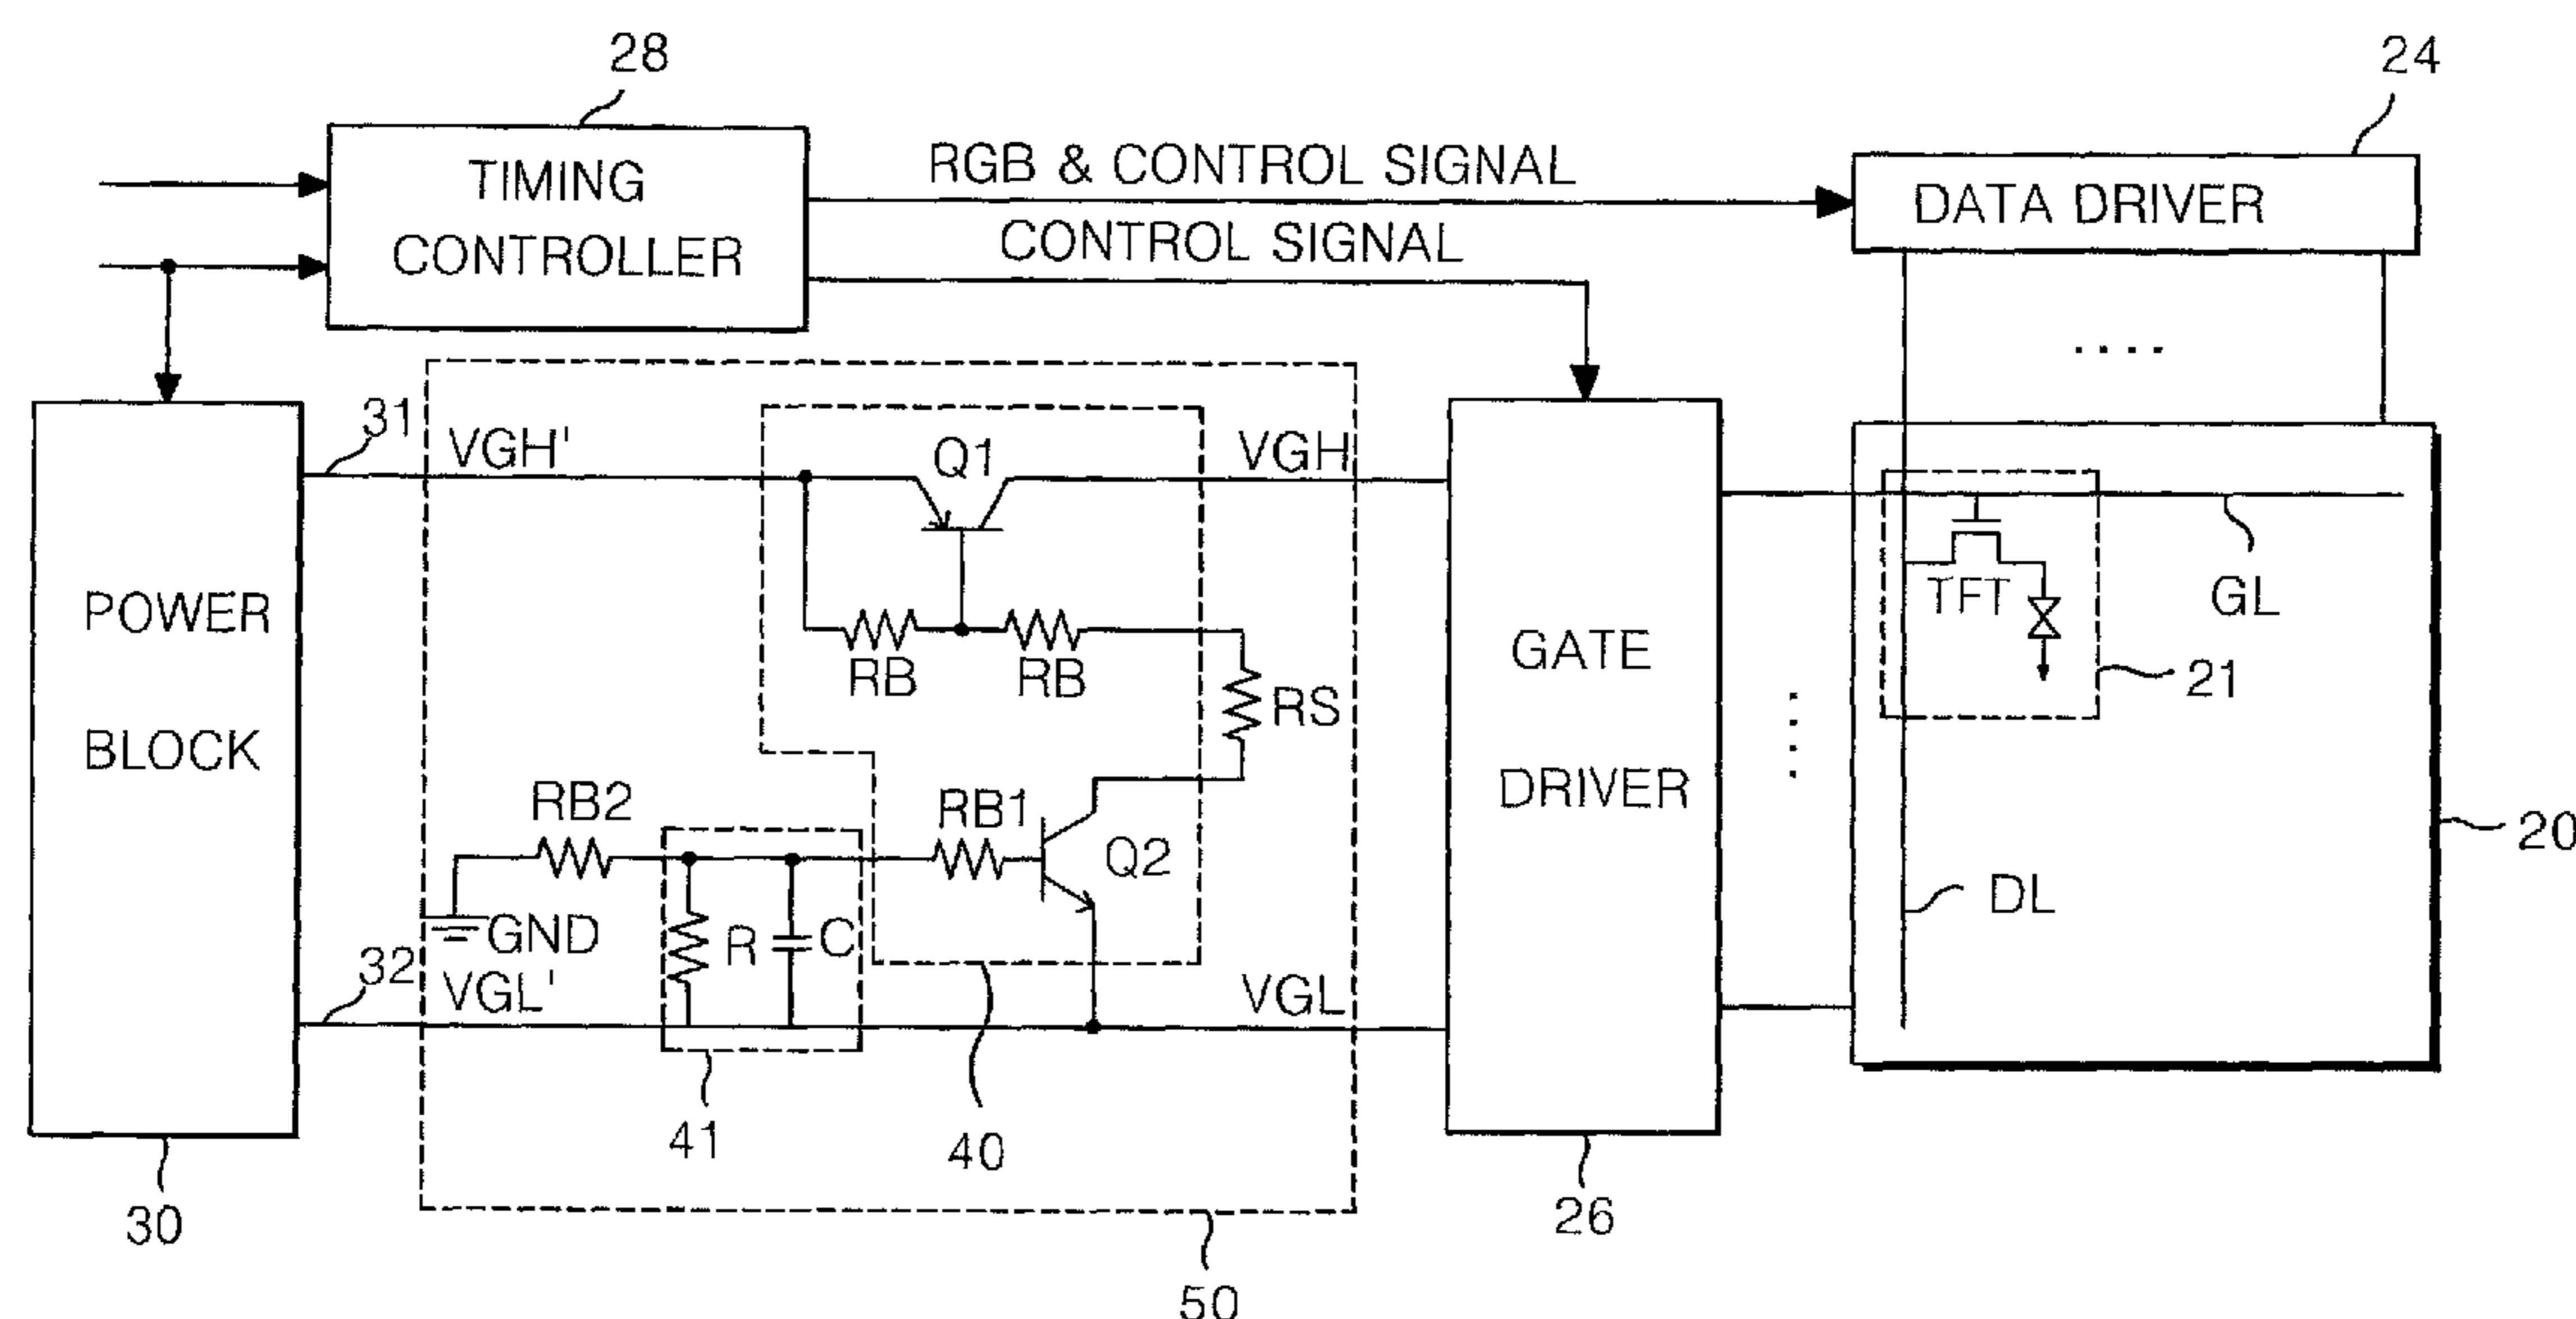 28
24
TIMING
CONTROLLER
RGB & CONTROL SIGNAL
CONTROL SIGNAL
DATA DRIVER
....
31
VGH'
Q1
VGH
POWER
BLOCK
RB
RB
RS
GATE
DRIVER
....
TFT
GL
21
RB2
RB1
Q2
20
GND
R
C
DL
32
VGL'
VGL
41
40
30
26
50